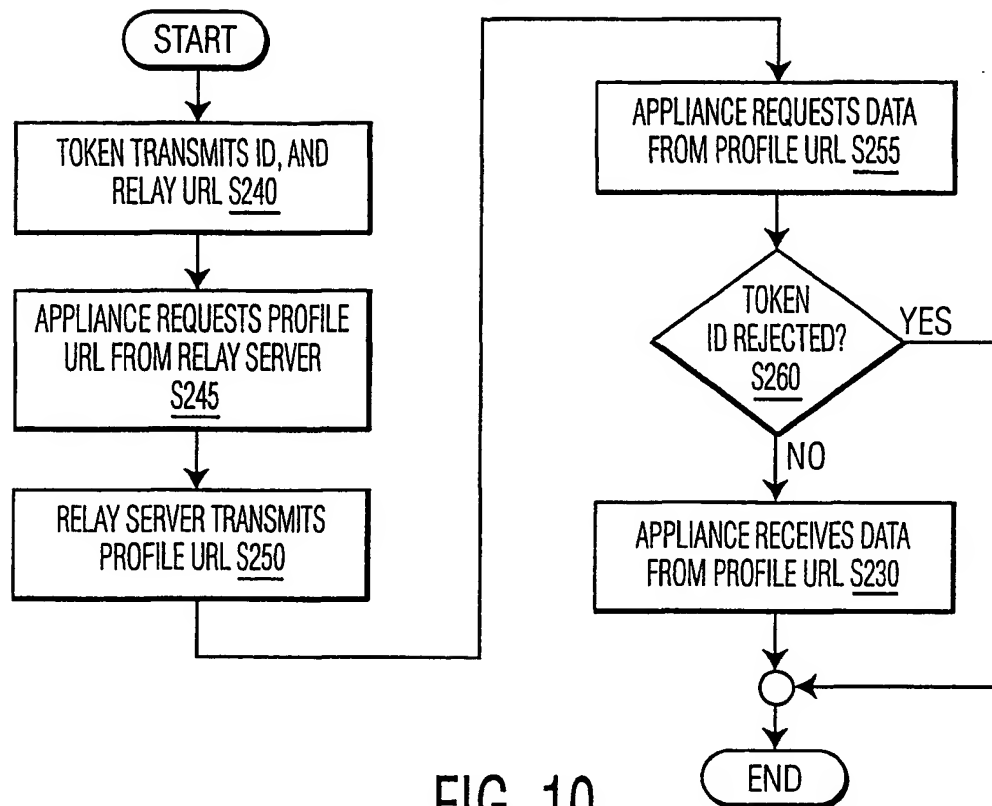 START
TOKEN TRANSMITS ID, AND
RELAY URL S240
APPLIANCE REQUESTS PROFILE
URL FROM RELAY SERVER
S245
RELAY SERVER TRANSMITS
PROFILE URL S250
APPLIANCE REQUESTS DATA
FROM PROFILE URL S255
TOKEN
ID REJECTED?
S260
YES
NO
APPLIANCE RECEIVES DATA
FROM PROFILE URL S230
END
FIG. 10